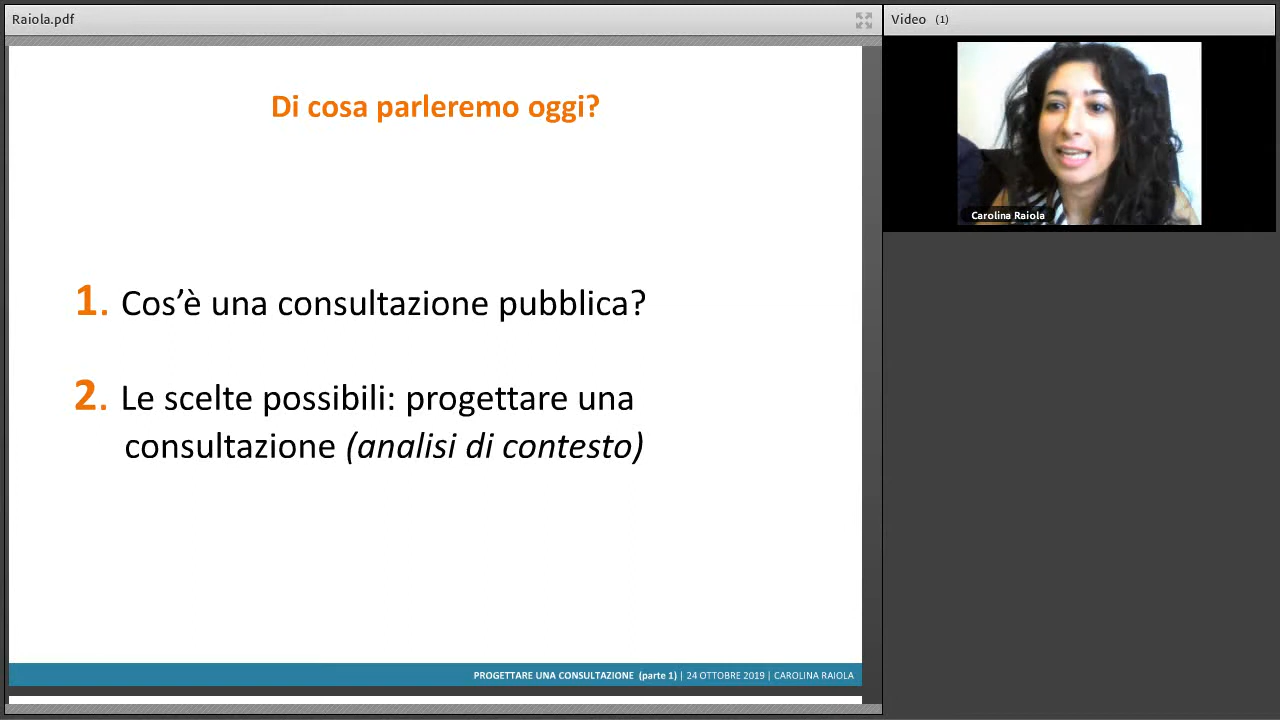 Raiola.pdf
Video (1)
Di cosa parleremo oggi?
Carolina Raiola
1. Cos’è una consultazione pubblica?
2. Le scelte possibili: progettare una
consultazione (analisi di contesto)
PROGETTARE UNA CONSULTAZIONE (parte 1) | 24 OTTOBRE 2019 | CAROLINA RAIOLA